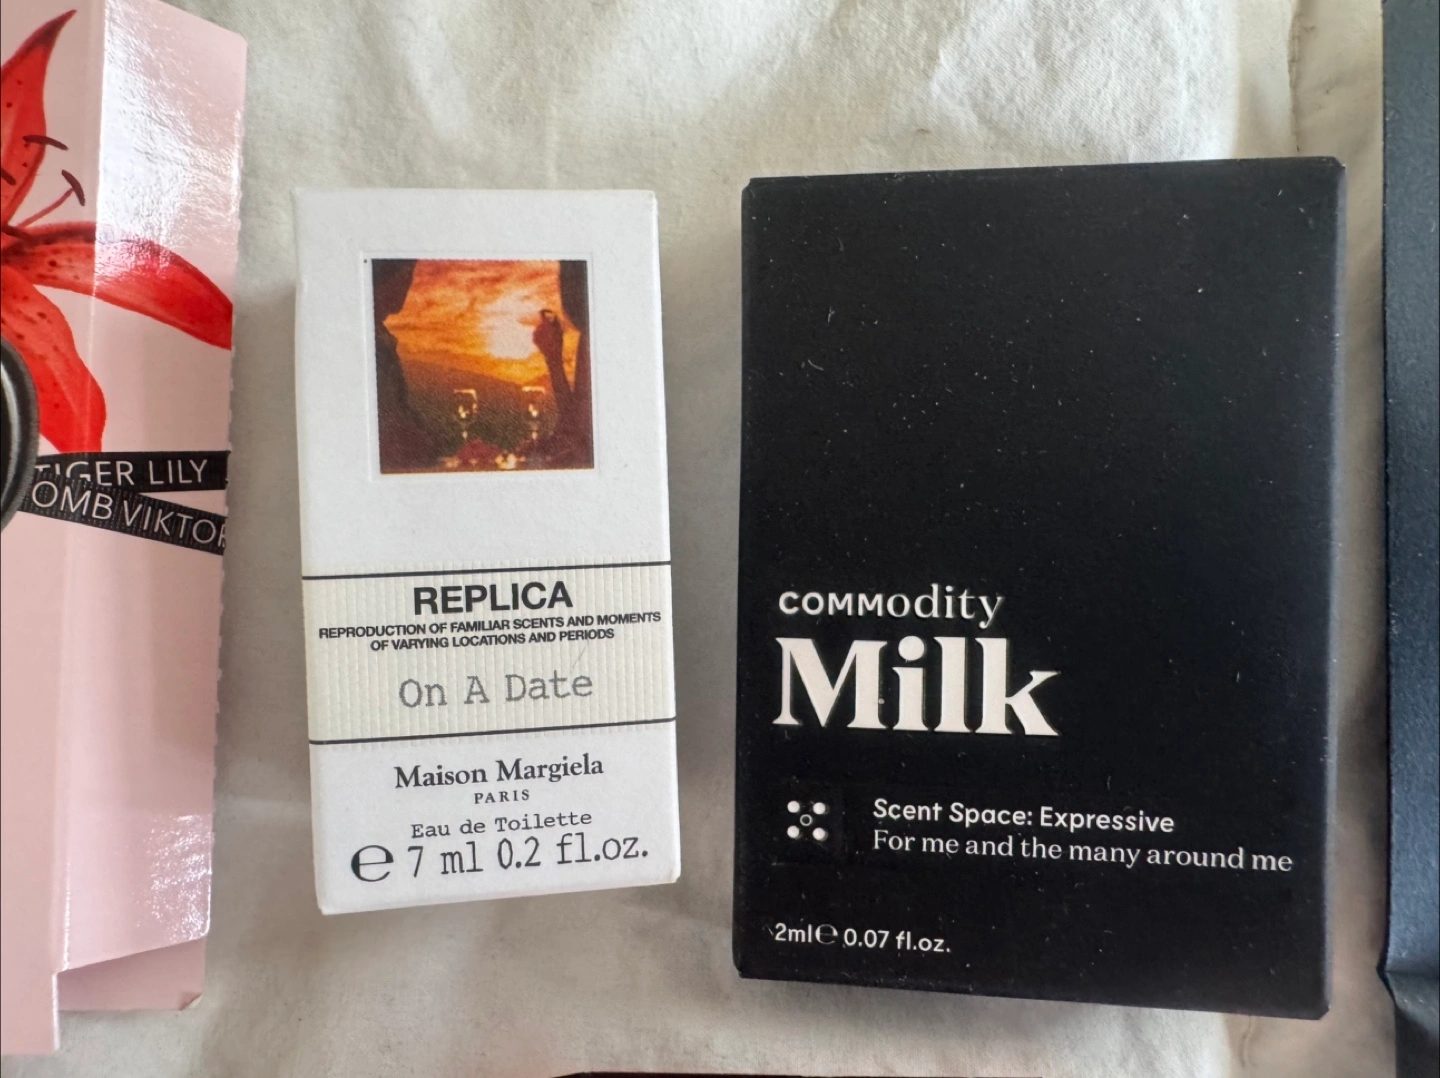 TIGER LILY
OMB VIKTOR
REPLICA
REPRODUCTION OF FAMILIAR SCENTS AND MOMENTS
OF VARYING LOCATIONS AND PERIODS
On A Date
Maison Margiela
PARIS
Eau de Toilette
℮ 7 ml 0.2 fl.oz.
COMMOdity
Milk
Scent Space: Expressive
For me and the many around me
2ml℮ 0.07 fl.oz.